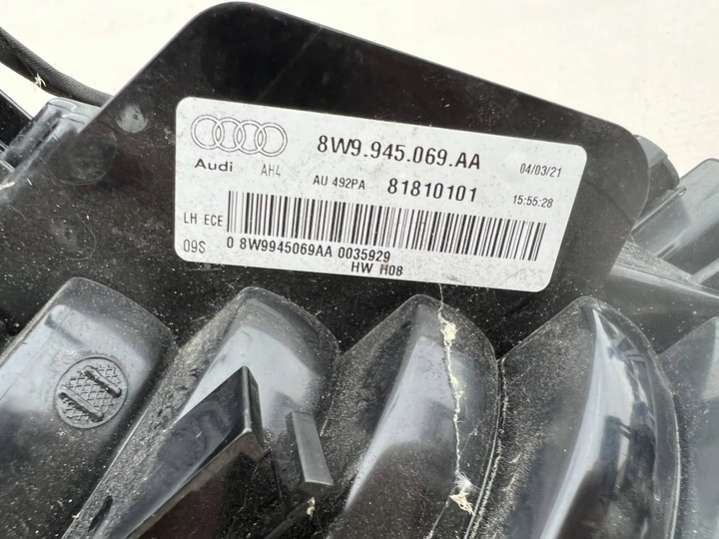 8W9.945.069.AA
04/03/21
Audi AH4
AU 492PA 81810101 15:55:28
LH ECE
09S 0 8W9945069AA 0035929
HW H08